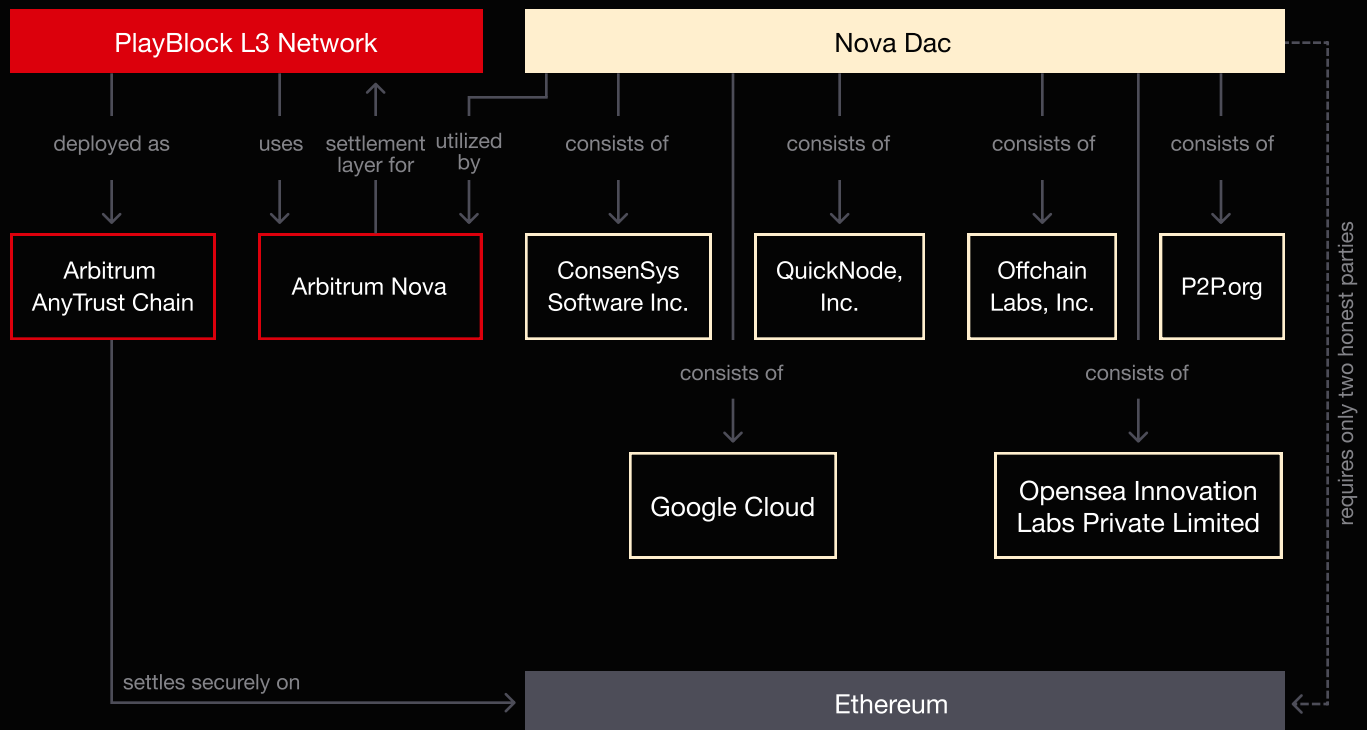 PlayBlock L3 Network
Nova Dac
deployed as
uses
settlement
layer for
utilized
by
consists of
consists of
consists of
consists of
Arbitrum
AnyTrust Chain
Arbitrum Nova
ConsenSys
Software Inc.
QuickNode,
Inc.
Offchain
Labs, Inc.
P2P.org
requires only two honest parties
consists of
consists of
Google Cloud
Opensea Innovation
Labs Private Limited
settles securely on
Ethereum